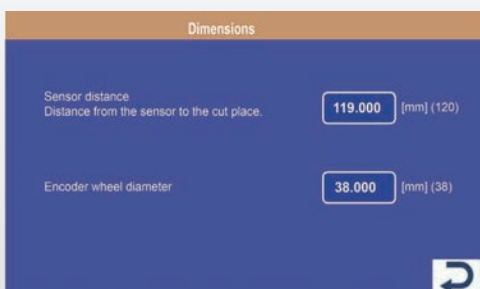 Dimensions
Sensor distance
Distance from the sensor to the cut place.
119.000 [mm] (120)
Encoder wheel diameter
38.000 [mm] (38)